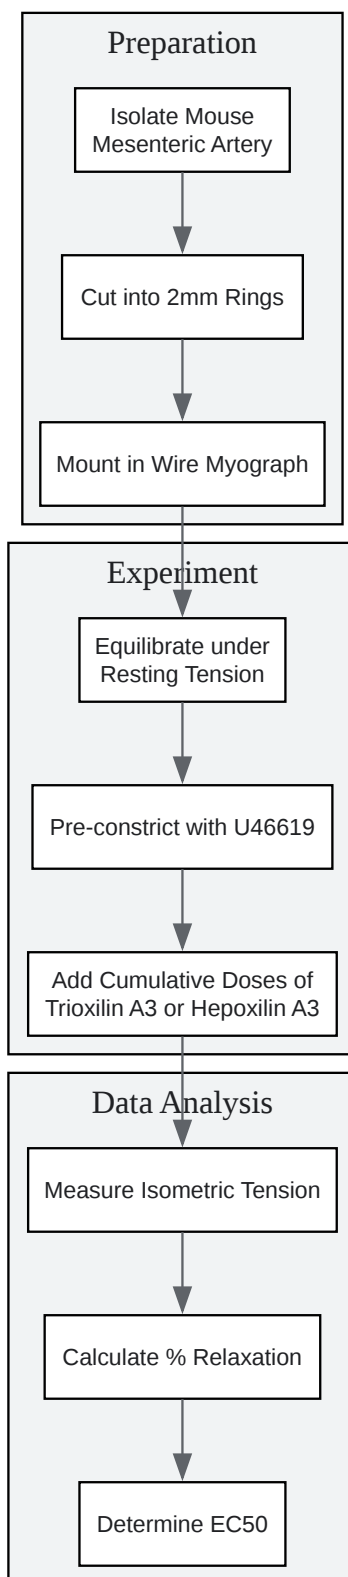 Preparation
Isolate Mouse
Mesenteric Artery
Cut into 2mm Rings
Mount in Wire Myograph
Experiment
Equilibrate under
Resting Tension
Pre-constrict with U46619
Add Cumulative Doses of
Trioxilin A3 or Hepoxilin A3
Data Analysis
Measure Isometric Tension
Calculate % Relaxation
Determine EC50